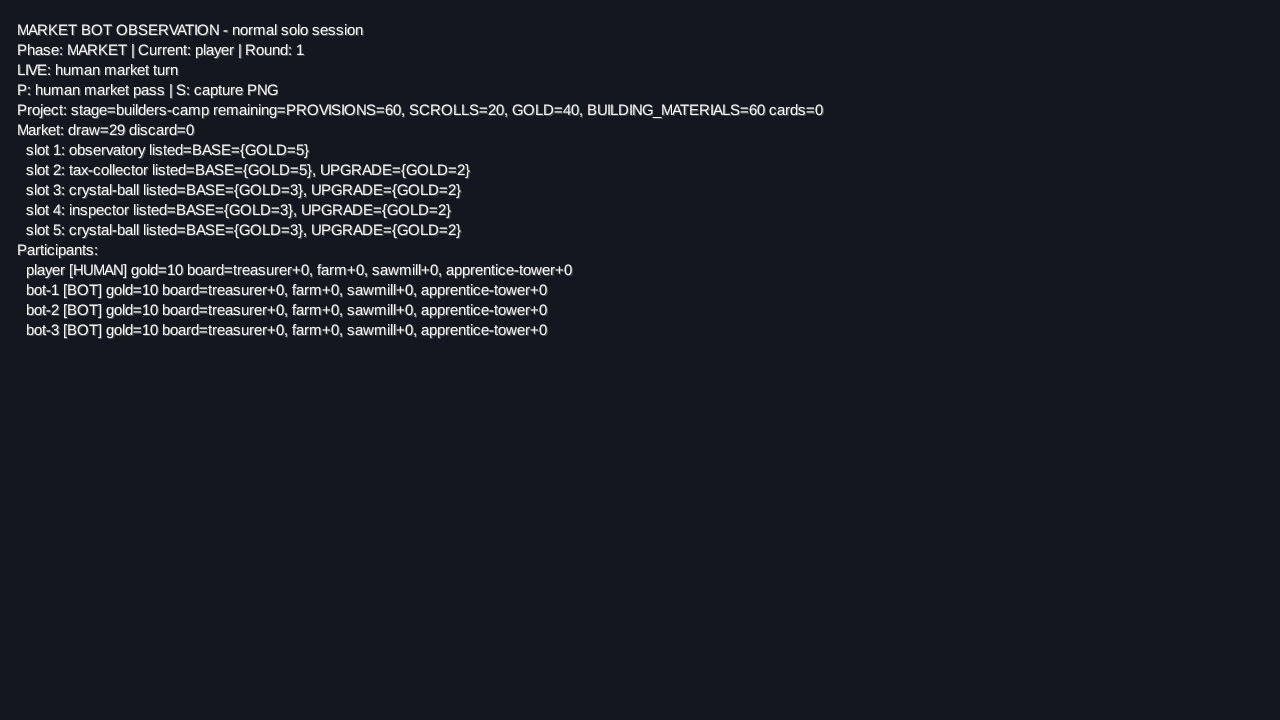 MARKET BOT OBSERVATION - normal solo session
Phase: MARKET | Current: player | Round: 1
LIVE: human market turn
P: human market pass | S: capture PNG
Project: stage=builders-camp remaining=PROVISIONS=60, SCROLLS=20, GOLD=40, BUILDING_MATERIALS=60 cards=0
Market: draw=29 discard=0
slot 1: observatory listed=BASE={GOLD=5}
slot 2: tax-collector listed=BASE={GOLD=5}, UPGRADE={GOLD=2}
slot 3: crystal-ball listed=BASE={GOLD=3}, UPGRADE={GOLD=2}
slot 4: inspector listed=BASE={GOLD=3}, UPGRADE={GOLD=2}
slot 5: crystal-ball listed=BASE={GOLD=3}, UPGRADE={GOLD=2}
Participants:
player [HUMAN] gold=10 board=treasurer+0, farm+0, sawmill+0, apprentice-tower+0
bot-1 [BOT] gold=10 board=treasurer+0, farm+0, sawmill+0, apprentice-tower+0
bot-2 [BOT] gold=10 board=treasurer+0, farm+0, sawmill+0, apprentice-tower+0
bot-3 [BOT] gold=10 board=treasurer+0, farm+0, sawmill+0, apprentice-tower+0